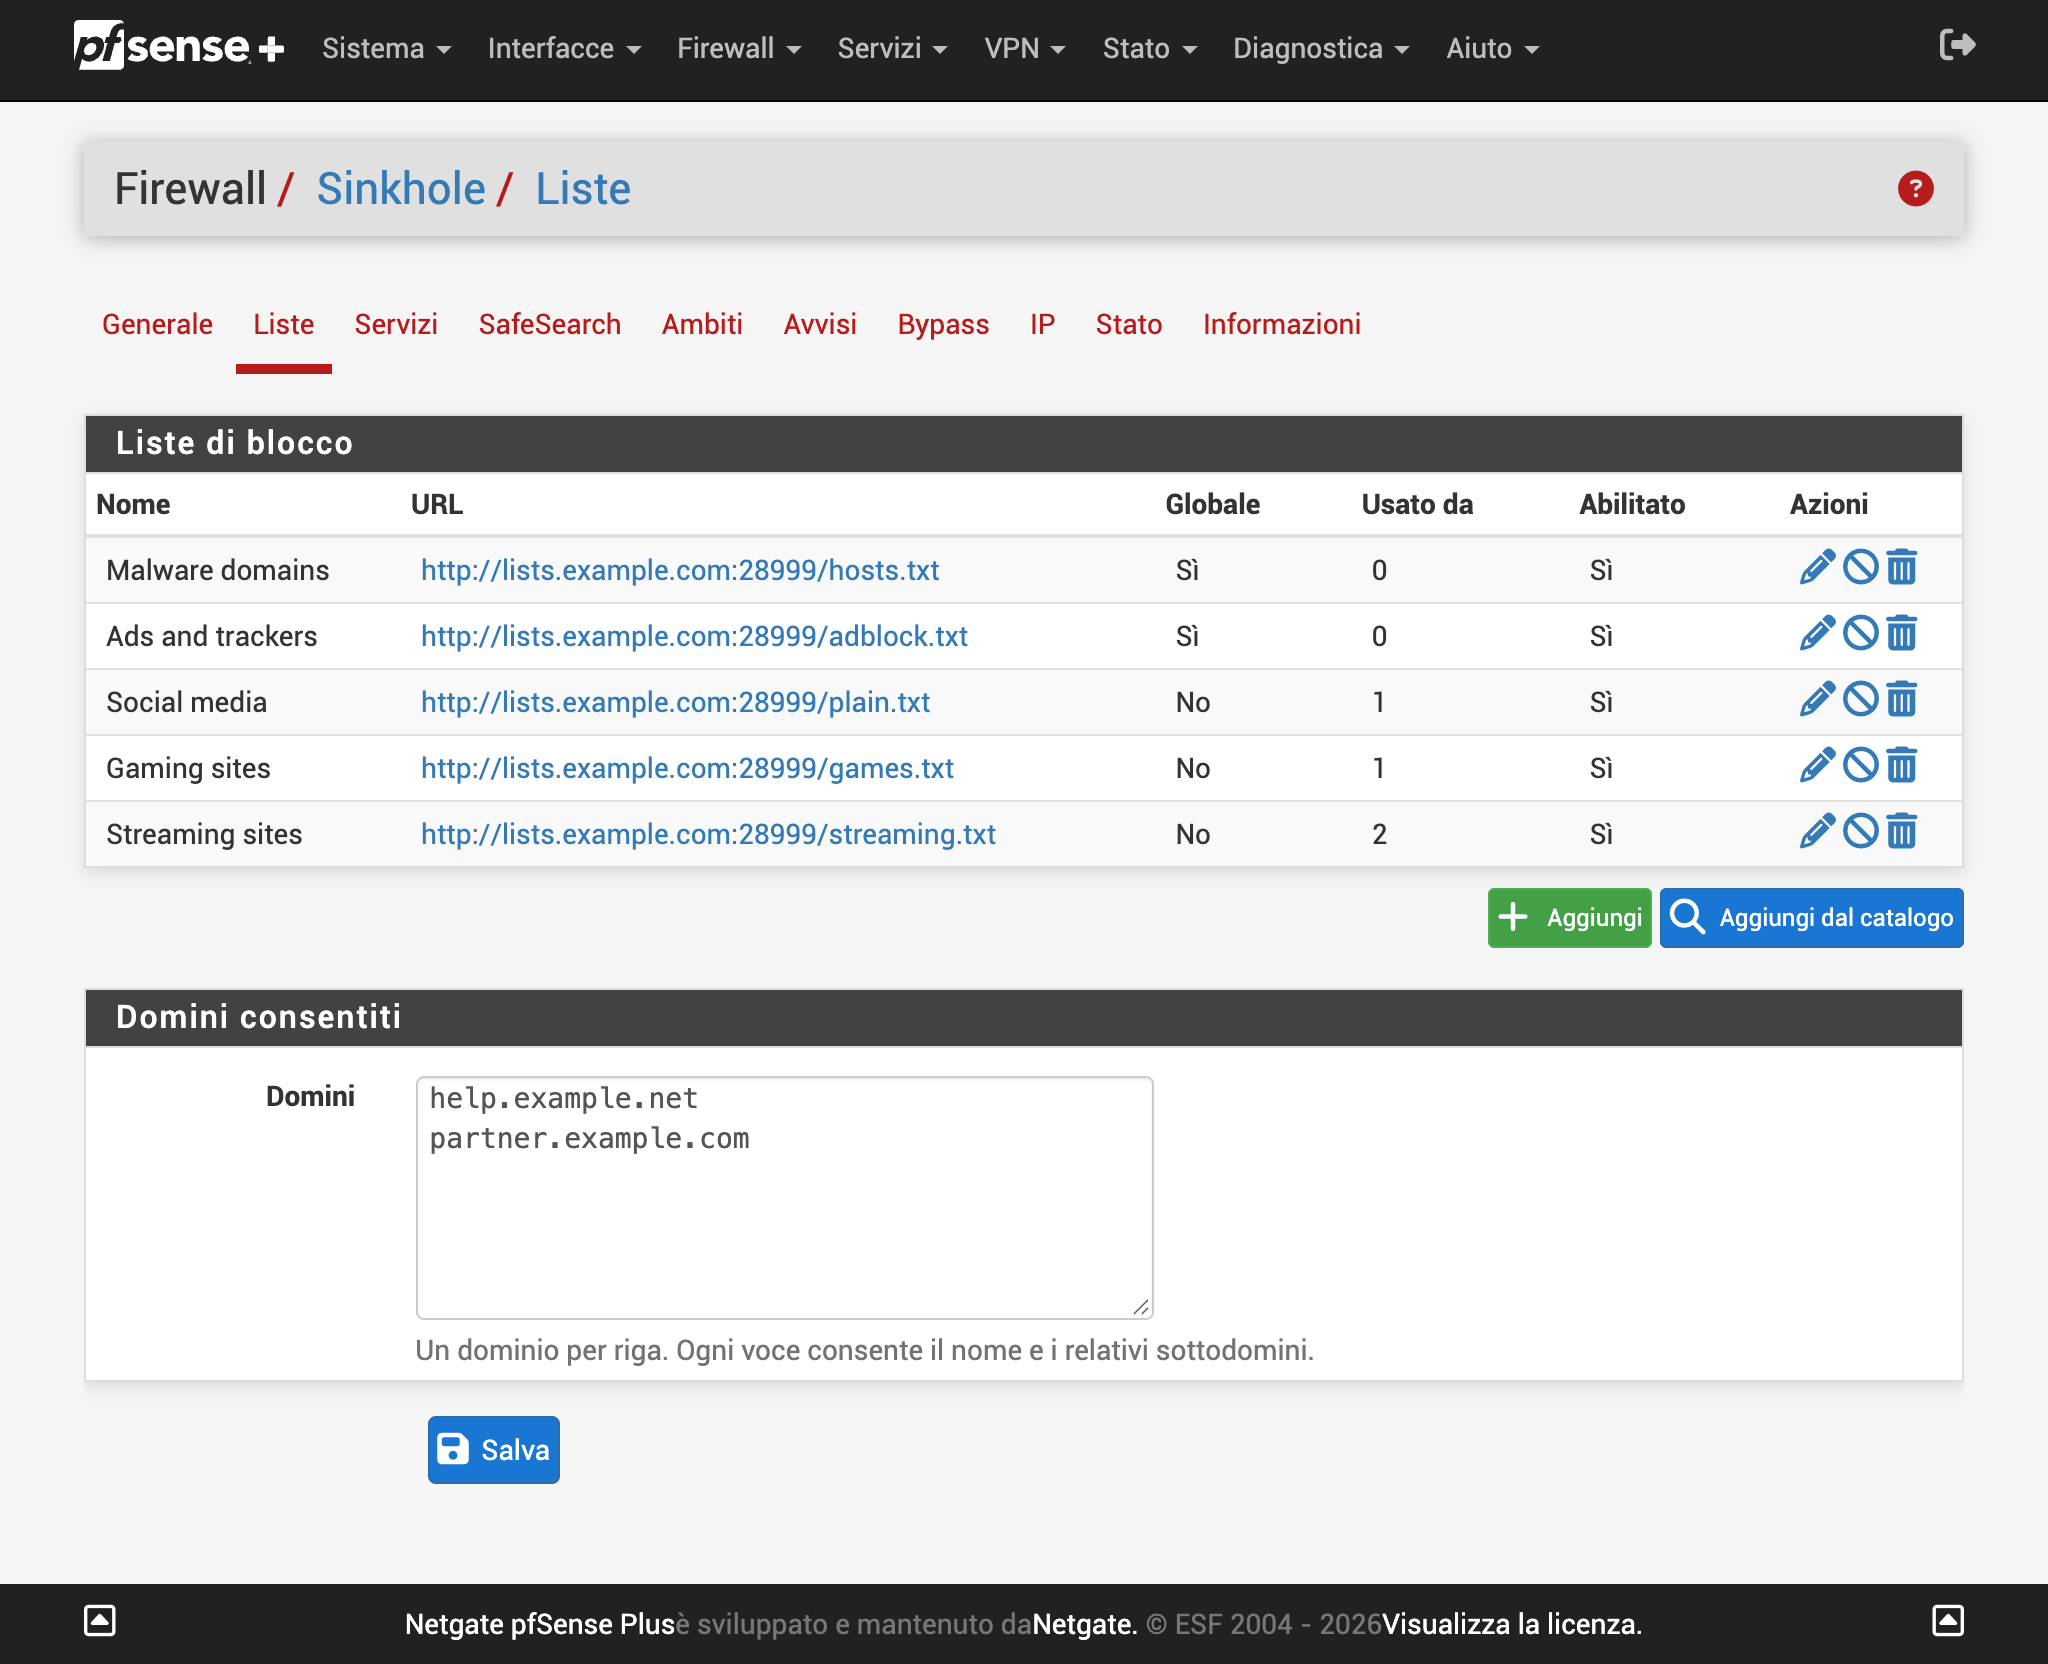 pfsense+ Sistema Interfacce Firewall Servizi VPN Stato Diagnostica Aiuto
Firewall / Sinkhole / Liste ?
Generale Liste Servizi SafeSearch Ambiti Avvisi Bypass IP Stato Informazioni
Liste di blocco
Nome URL Globale Usato da Abilitato Azioni
Malware domains http://lists.example.com:28999/hosts.txt Sì 0 Sì
Ads and trackers http://lists.example.com:28999/adblock.txt Sì 0 Sì
Social media http://lists.example.com:28999/plain.txt No 1 Sì
Gaming sites http://lists.example.com:28999/games.txt No 1 Sì
Streaming sites http://lists.example.com:28999/streaming.txt No 2 Sì
Aggiungi Aggiungi dal catalogo
Domini consentiti
Domini help.example.net
partner.example.com
Un dominio per riga. Ogni voce consente il nome e i relativi sottodomini.
Salva
Netgate pfSense Plusè sviluppato e mantenuto daNetgate. © ESF 2004 - 2026Visualizza la licenza.